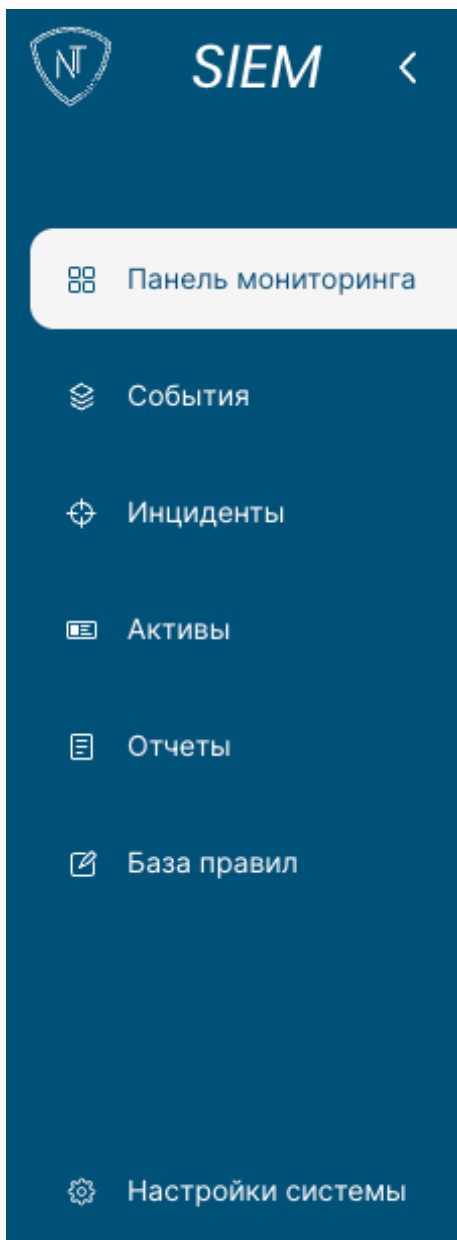 NT
SIEM
Панель мониторинга
События
Инциденты
Активы
Отчеты
База правил
Настройки системы